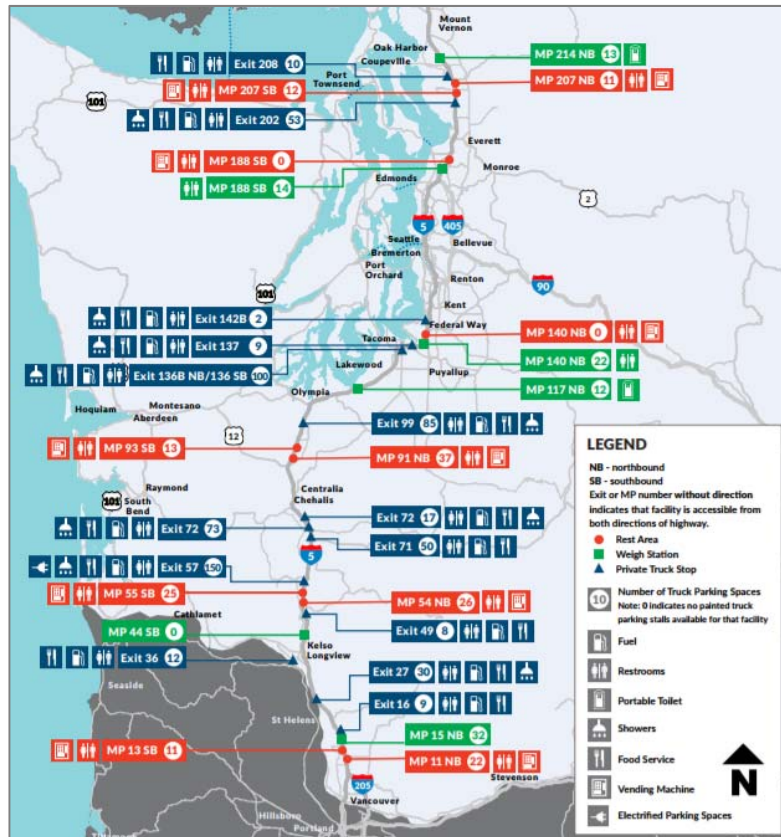 Mount
Vernon
Oak Harbor
Coupeville
Port
Townsend
Exit 208 10
MP 207 SB 12
Exit 202 53
MP 214 NB 13
MP 207 NB 11
101
Everett
MP 188 SB 0
MP 188 SB 14
Monroe
Edmonds
2
5
405
Seattle
Bremerton
Bellevue
Port
Orchard
Renton
90
101
Kent
Exit 142B 2
Federal Way
MP 140 NB 0
Exit 137 9
Tacoma
MP 140 NB 22
Lakewood
Exit 136B NB/136 SB 100
Puyallup
MP 117 NB 12
Olympia
Hoquiam
Montesano
Aberdeen
Exit 99 85
12
MP 93 SB 13
MP 91 NB 37
Raymond
Centralia
Chehalis
101
South
Bend
Exit 72 17
Exit 72 73
Exit 71 50
5
Exit 57 150
MP 55 SB 25
MP 54 NB 26
Cathlamet
Exit 49 8
MP 44 SB 0
Kelso
Longview
Exit 36 12
Exit 27 30
Seaside
Exit 16 9
St Helens
MP 15 NB 32
MP 13 SB 11
MP 11 NB 22
Stevenson
205
Vancouver
Hillsboro
Portland
LEGEND
NB - northbound
SB - southbound
Exit or MP number without direction
indicates that facility is accessible from
both directions of highway.
Rest Area
Weigh Station
Private Truck Stop
10 Number of Truck Parking Spaces
Note: 0 indicates no painted truck
parking stalls available for that facility
Fuel
Restrooms
Portable Toilet
Showers
Food Service
Vending Machine
Electrified Parking Spaces
N